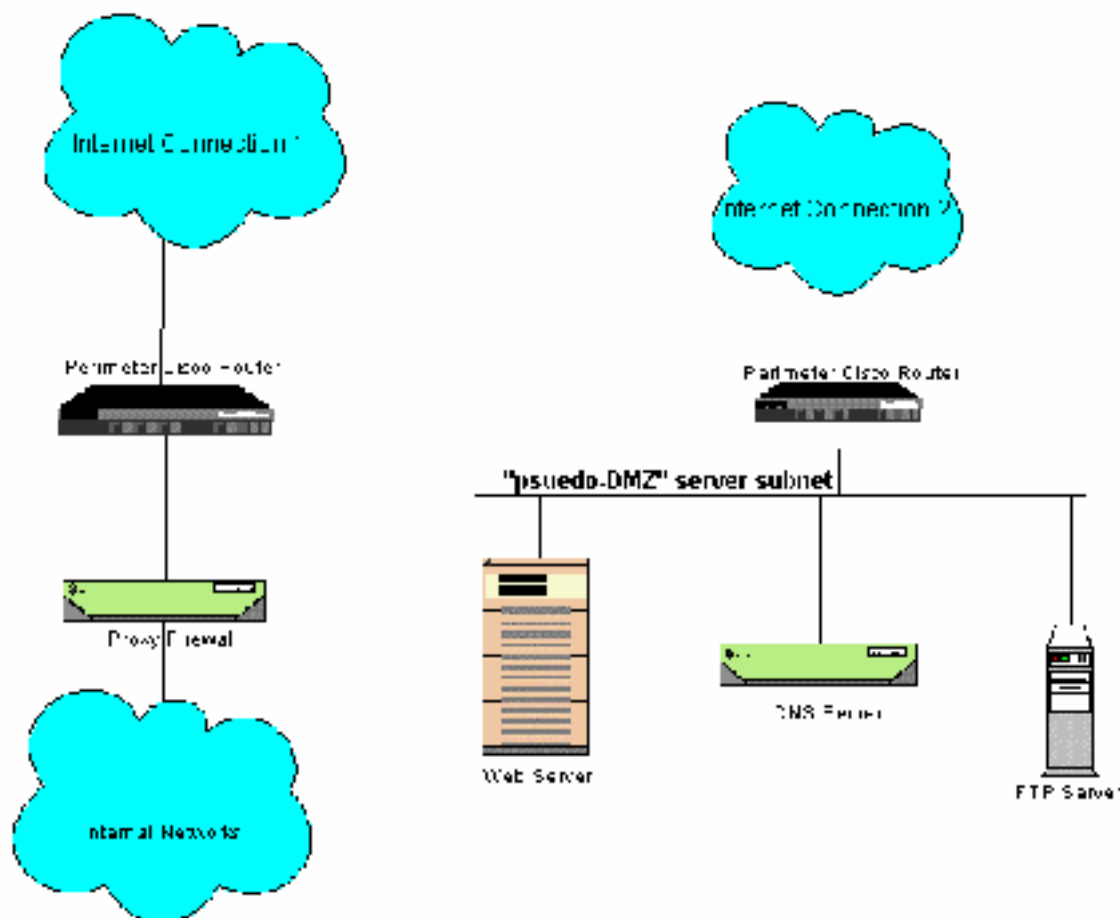 Internet Connection 1
Internet Connection 2
Perimeter Cisco Router
Perimeter Cisco Router
"psuedo-DMZ" server subnet
Proxy Firewall
DNS Server
Web Server
FTP Server
Internal Networks